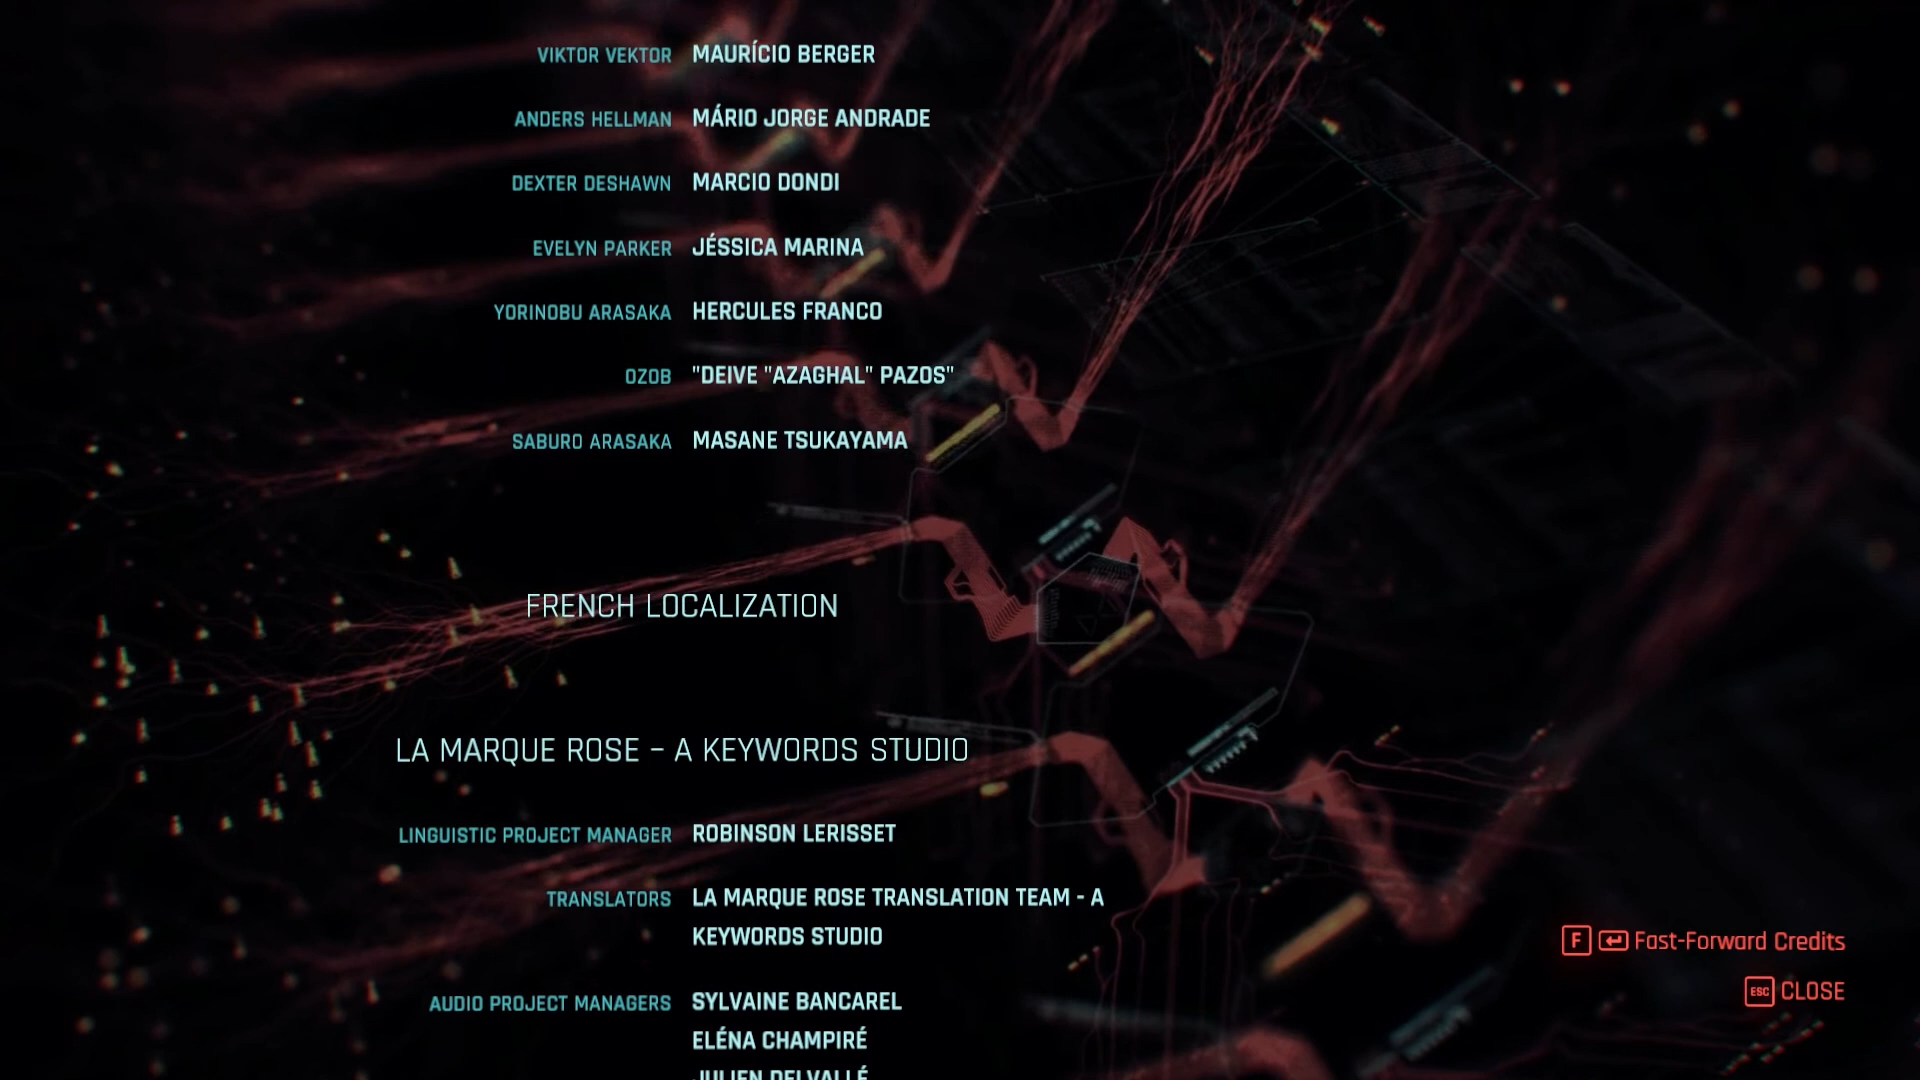 VIKTOR VEKTOR MAURÍCIO BERGER
ANDERS HELLMAN MÁRIO JORGE ANDRADE
DEXTER DESHAWN MARCIO DONDI
EVELYN PARKER JÉSSICA MARINA
YORINOBU ARASAKA HERCULES FRANCO
OZOB "DEIVE "AZAGHAL" PAZOS"
SABURO ARASAKA MASANE TSUKAYAMA
FRENCH LOCALIZATION
LA MARQUE ROSE – A KEYWORDS STUDIO
LINGUISTIC PROJECT MANAGER ROBINSON LERISSET
TRANSLATORS LA MARQUE ROSE TRANSLATION TEAM - A
KEYWORDS STUDIO
AUDIO PROJECT MANAGERS SYLVAINE BANCAREL
ELÉNA CHAMPIRÉ
JULIEN DELVALLÉ
F Fast-Forward Credits
ESC CLOSE